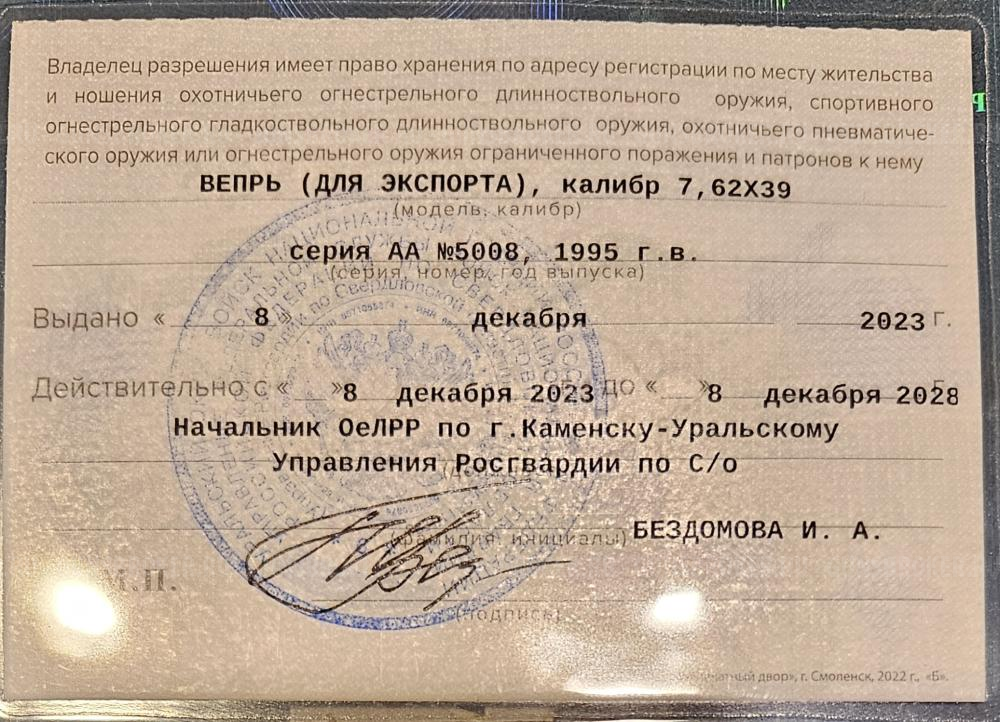 Владелец разрешения имеет право хранения по адресу регистрации по месту жительства
и ношения охотничьего огнестрельного длинноствольного оружия, спортивного
огнестрельного гладкоствольного длинноствольного оружия, охотничьего пневматиче-
ского оружия или огнестрельного оружия ограниченного поражения и патронов к нему
ВЕПРЬ (ДЛЯ ЭКСПОРТА), калибр 7,62X39
(модель, калибр)
серия АА №5008, 1995 г.в.
(серия, номер, год выпуска)
Выдано « 8 » декабря 2023 г.
Действительно с « » 8 декабря 2023 до « » 8 декабря 2028 г.
Начальник ОеЛРР по г.Каменску-Уральскому
Управления Росгвардии по С/о
БЕЗДОМОВА И. А.
(фамилия, инициалы)
М.П.
(подпись)
двор», г. Смоленск, 2022 г., «Б».